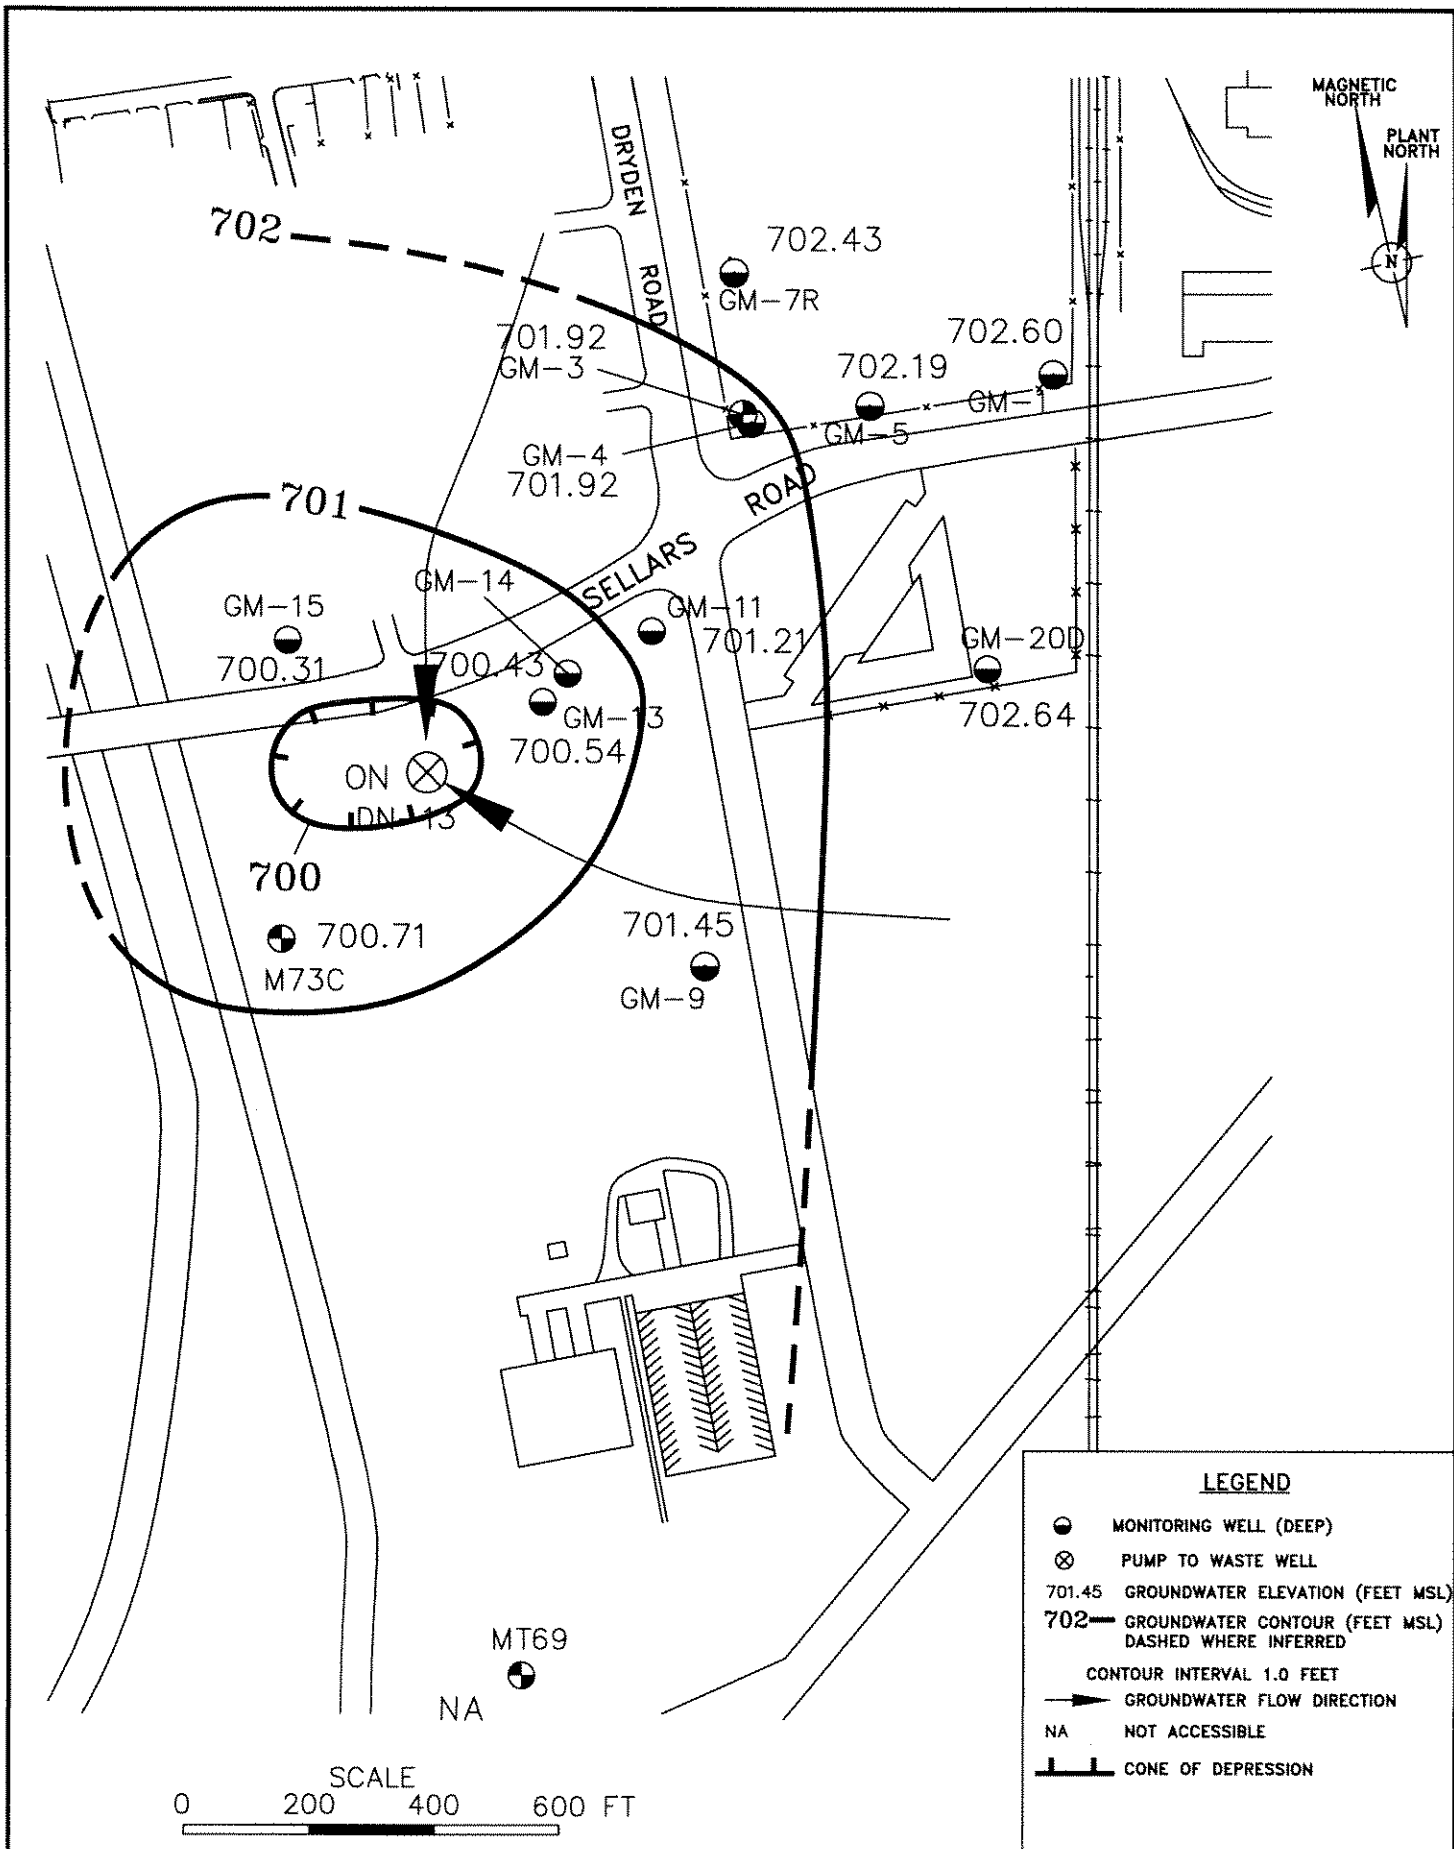 MAGNETIC
NORTH
PLANT
NORTH
N
DRYDEN
ROAD
702
702.43
GM-7R
701.92
GM-3
702.60
702.19
GM-1
GM-5
GM-4
701.92
ROAD
SELLARS
701
GM-14
GM-15
700.31
GM-11
701.21
700.43
GM-13
700.54
GM-20D
702.64
ON
DN-13
700
700.71
M73C
701.45
GM-9
MT69
NA
SCALE
0 200 400 600 FT
LEGEND
MONITORING WELL (DEEP)
PUMP TO WASTE WELL
701.45 GROUNDWATER ELEVATION (FEET MSL)
702 GROUNDWATER CONTOUR (FEET MSL)
DASHED WHERE INFERRED
CONTOUR INTERVAL 1.0 FEET
GROUNDWATER FLOW DIRECTION
NA NOT ACCESSIBLE
CONE OF DEPRESSION